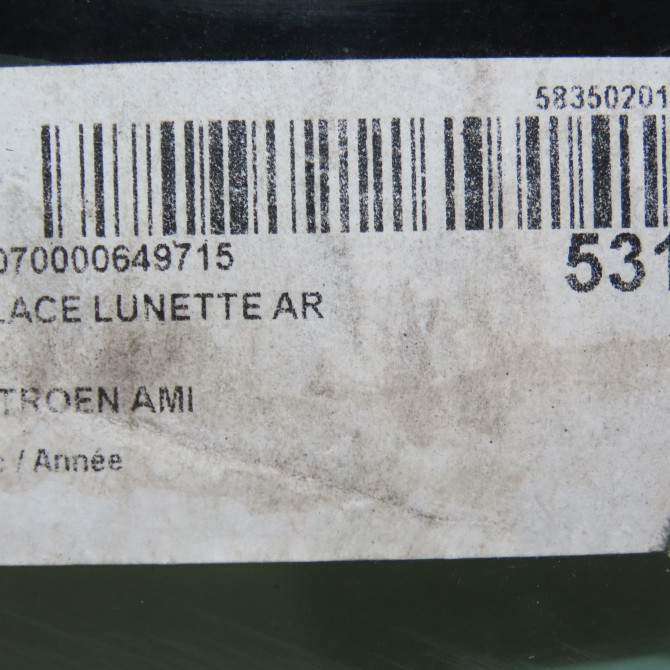 58350201
070000649715
531
LACE LUNETTE AR
TROEN AMI
/ Année